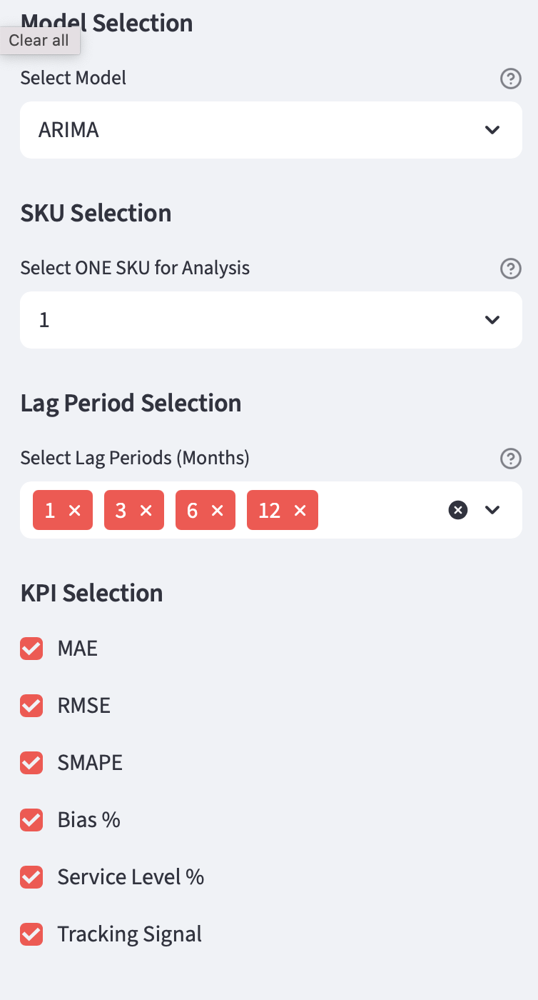 Model Selection
Clear all
Select Model
ARIMA
SKU Selection
Select ONE SKU for Analysis
1
Lag Period Selection
Select Lag Periods (Months)
1 3 6 12
KPI Selection
MAE
RMSE
SMAPE
Bias %
Service Level %
Tracking Signal